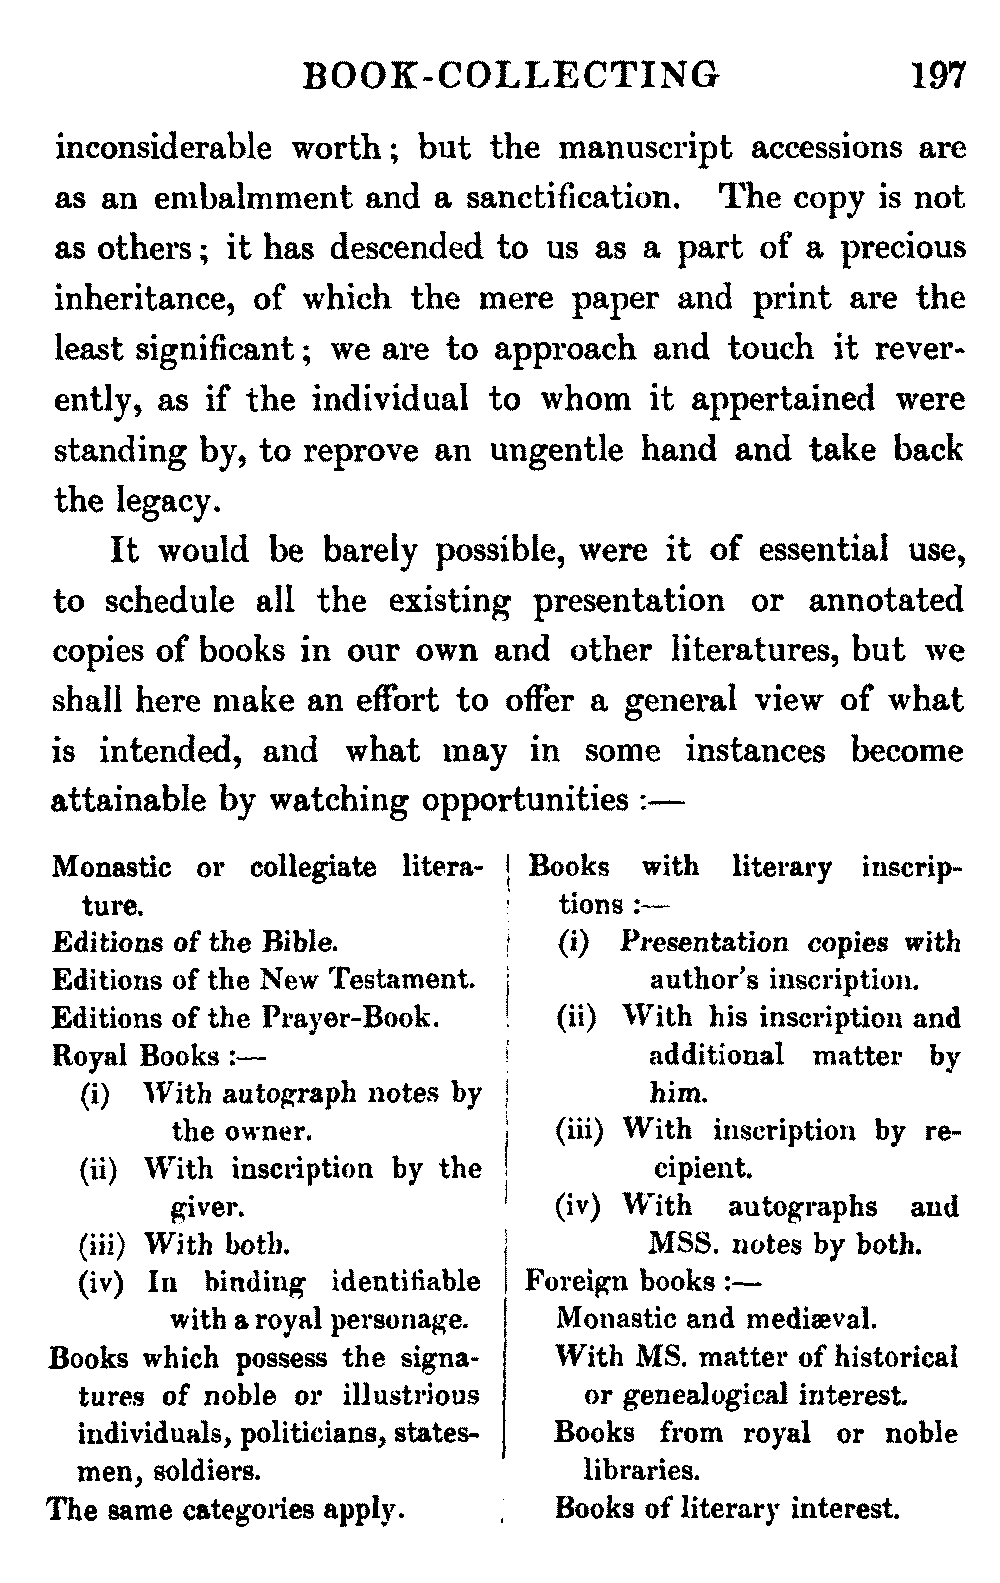 BOOK-COLLECTING 197
inconsiderable worth ; but the manuscript accessions are
as an embalmment and a sanctification. The copy is not
as others ; it has descended to us as a part of a precious
inheritance, of which the mere paper and print are the
least significant ; we are to approach and touch it rever-
ently, as if the individual to whom it appertained were
standing by, to reprove an ungentle hand and take back
the legacy.
It would be barely possible, were it of essential use,
to schedule all the existing presentation or annotated
copies of books in our own and other literatures, but we
shall here make an effort to offer a general view of what
is intended, and what may in some instances become
attainable by watching opportunities :—
Monastic or collegiate litera-
ture.
Editions of the Bible.
Editions of the New Testament.
Editions of the Prayer-Book.
Royal Books :—
(i) With autograph notes by
the owner.
(ii) With inscription by the
giver.
(iii) With both.
(iv) In binding identifiable
with a royal personage.
Books which possess the signa-
tures of noble or illustrious
individuals, politicians, states-
men, soldiers.
The same categories apply.
Books with literary inscrip-
tions :—
(i) Presentation copies with
author's inscription.
(ii) With his inscription and
additional matter by
him.
(iii) With inscription by re-
cipient.
(iv) With autographs and
MSS. notes by both.
Foreign books :—
Monastic and mediæval.
With MS. matter of historical
or genealogical interest.
Books from royal or noble
libraries.
Books of literary interest.